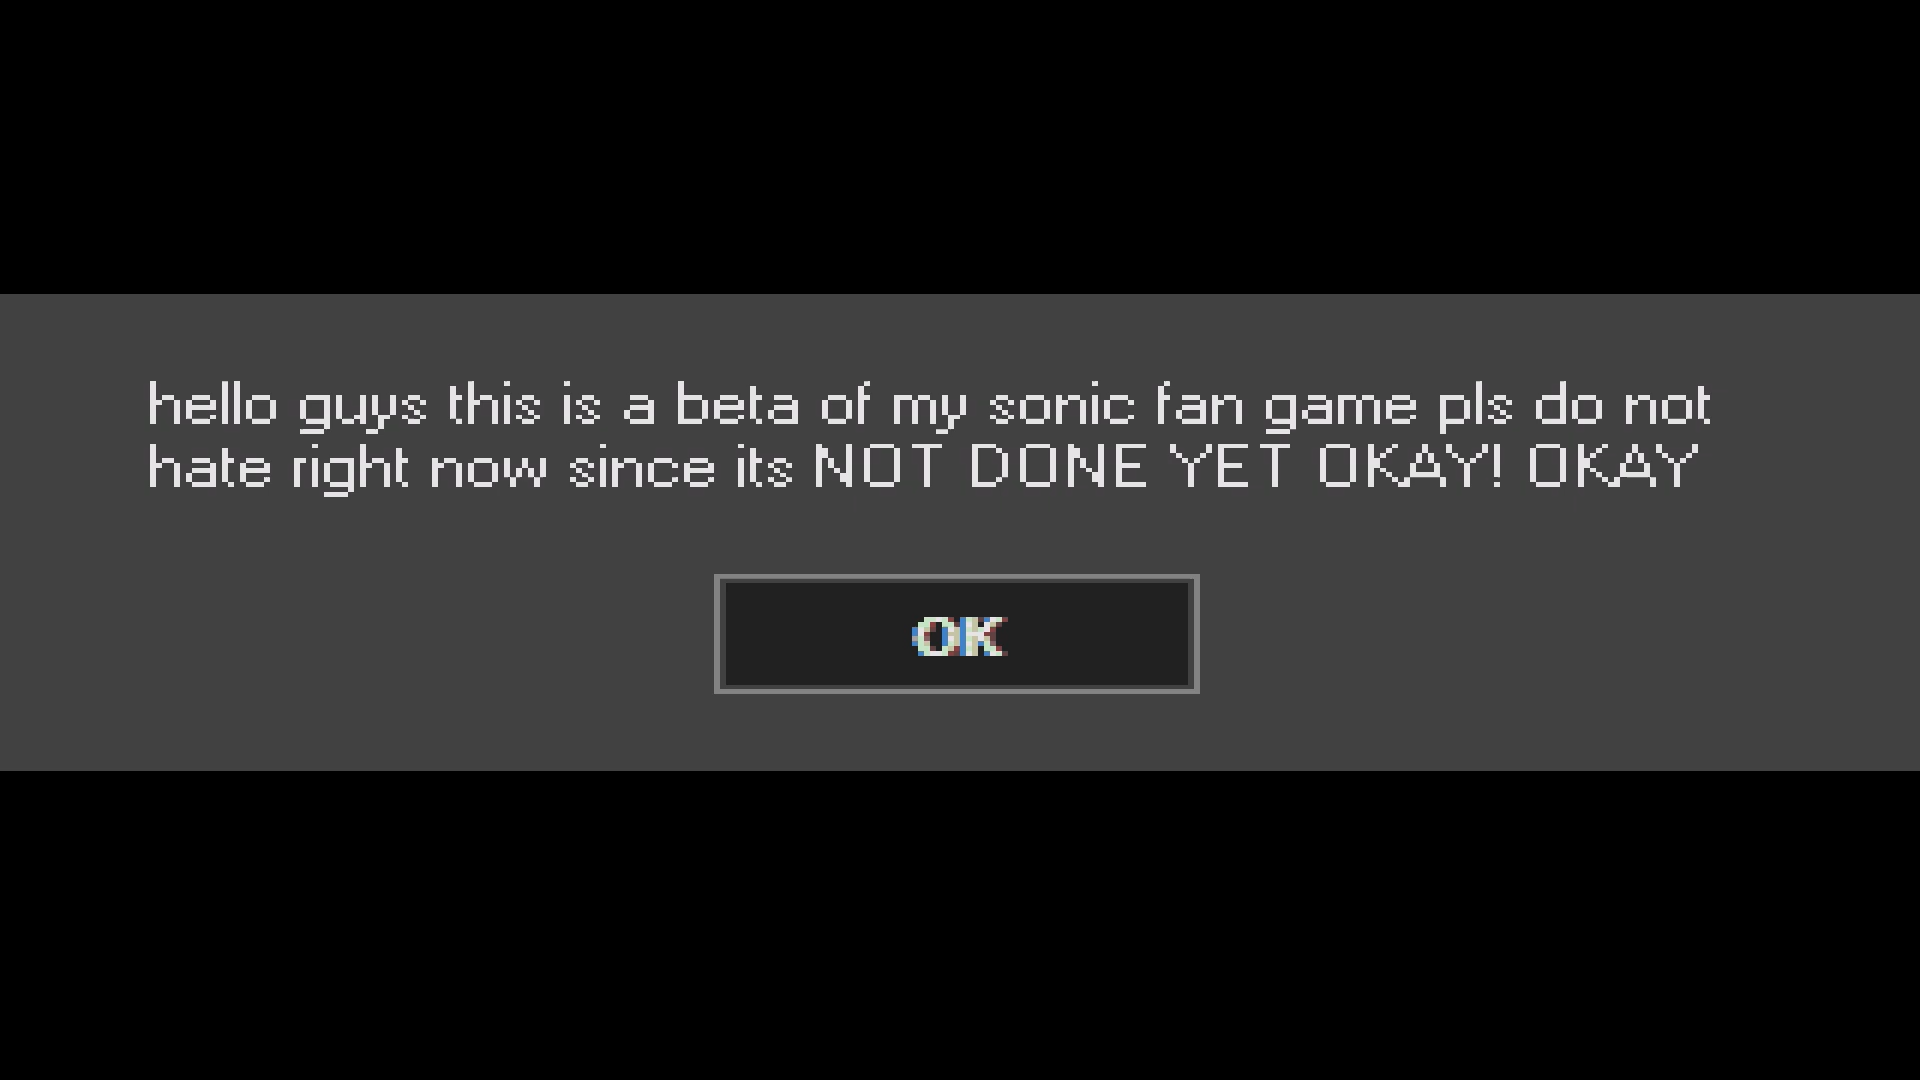 hello guys this is a beta of my sonic fan game pls do not
hate right now since its NOT DONE YET OKAY! OKAY
OK